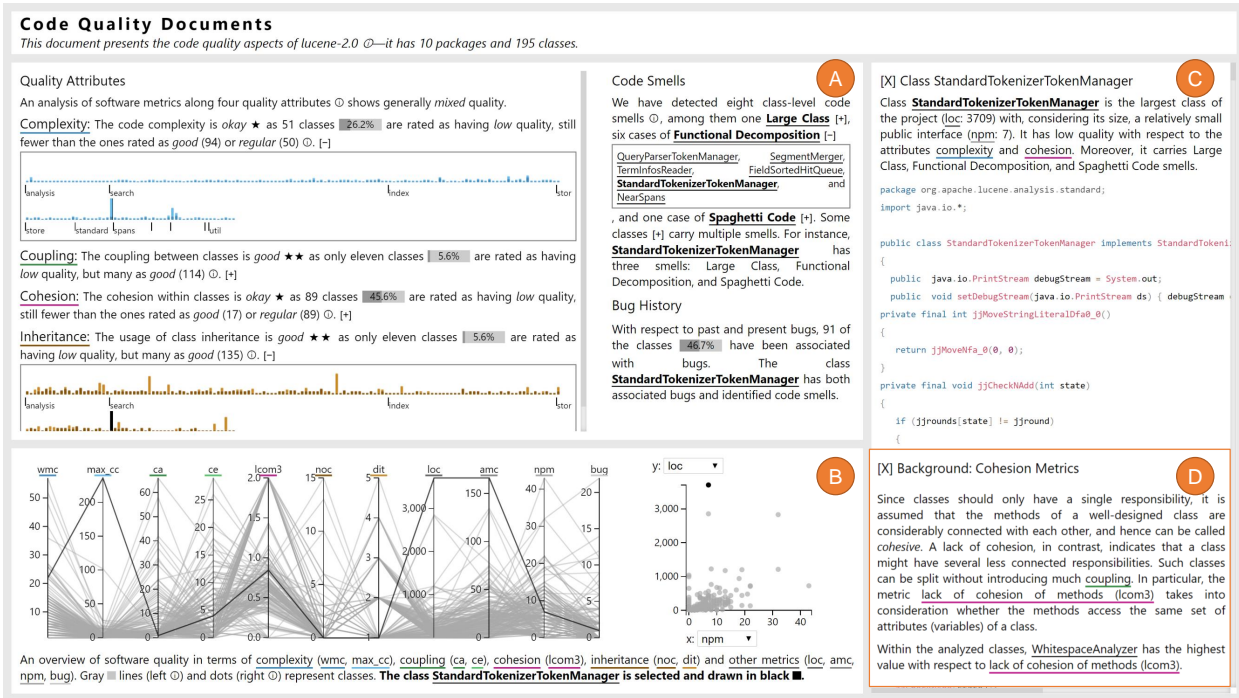 Code Quality Documents
This document presents the code quality aspects of lucene-2.0 ⓘ—it has 10 packages and 195 classes.
Quality Attributes
An analysis of software metrics along four quality attributes ⓘ shows generally mixed quality.
Complexity: The code complexity is okay ★ as 51 classes 26.2% are rated as having low quality, still
fewer than the ones rated as good (94) or regular (50) ⓘ. [–]
analysis search index stor
store standard spans util
Coupling: The coupling between classes is good ★★ as only eleven classes 5.6% are rated as having
low quality, but many as good (114) ⓘ. [+]
Cohesion: The cohesion within classes is okay ★ as 89 classes 45.6% are rated as having low quality,
still fewer than the ones rated as good (17) or regular (89) ⓘ. [+]
Inheritance: The usage of class inheritance is good ★★ as only eleven classes 5.6% are rated as
having low quality, but many as good (135) ⓘ. [–]
analysis search index stor
A
Code Smells
We have detected eight class-level code
smells ⓘ, among them one Large Class [+],
six cases of Functional Decomposition [–]
QueryParserTokenManager, SegmentMerger,
TermInfosReader, FieldSortedHitQueue,
StandardTokenizerTokenManager, and
NearSpans
, and one case of Spaghetti Code [+]. Some
classes [+] carry multiple smells. For instance,
StandardTokenizerTokenManager has
three smells: Large Class, Functional
Decomposition, and Spaghetti Code.
Bug History
With respect to past and present bugs, 91 of
the classes 46.7% have been associated
with bugs. The class
StandardTokenizerTokenManager has both
associated bugs and identified code smells.
C
[X] Class StandardTokenizerTokenManager
Class StandardTokenizerTokenManager is the largest class of
the project (loc: 3709) with, considering its size, a relatively small
public interface (npm: 7). It has low quality with respect to the
attributes complexity and cohesion. Moreover, it carries Large
Class, Functional Decomposition, and Spaghetti Code smells.
package org.apache.lucene.analysis.standard;
import java.io.*;
public class StandardTokenizerTokenManager implements StandardTokeni
{
public java.io.PrintStream debugStream = System.out;
public void setDebugStream(java.io.PrintStream ds) { debugStream
private final int jjMoveStringLiteralDfa0_0()
{
return jjMoveNfa_0(0, 0);
}
private final void jjCheckNAdd(int state)
{
if (jjrounds[state] != jjround)
{
B
wmc max_cc ca ce lcom3 noc dit loc amc npm bug
50 40 30 20 10
200 150 100 50 0
60 50 40 30 20 10 0
25 20 15 10 5 0
2.0 1.5 1.0 0.5 0.0
15 10 5 0
5 4 3 2 1
3,000 2,000 1,000 0
150 100 50 0
40 30 20 10 0
20 15 10 5 0
y: loc ▼
3,000
2,000
1,000
0
0 10 20 30 40
x: npm ▼
An overview of software quality in terms of complexity (wmc, max_cc), coupling (ca, ce), cohesion (lcom3), inheritance (noc, dit) and other metrics (loc, amc,
npm, bug). Gray lines (left ⓘ) and dots (right ⓘ) represent classes. The class StandardTokenizerTokenManager is selected and drawn in black ■.
D
[X] Background: Cohesion Metrics
Since classes should only have a single responsibility, it is
assumed that the methods of a well-designed class are
considerably connected with each other, and hence can be called
cohesive. A lack of cohesion, in contrast, indicates that a class
might have several less connected responsibilities. Such classes
can be split without introducing much coupling. In particular, the
metric lack of cohesion of methods (lcom3) takes into
consideration whether the methods access the same set of
attributes (variables) of a class.
Within the analyzed classes, WhitespaceAnalyzer has the highest
value with respect to lack of cohesion of methods (lcom3).